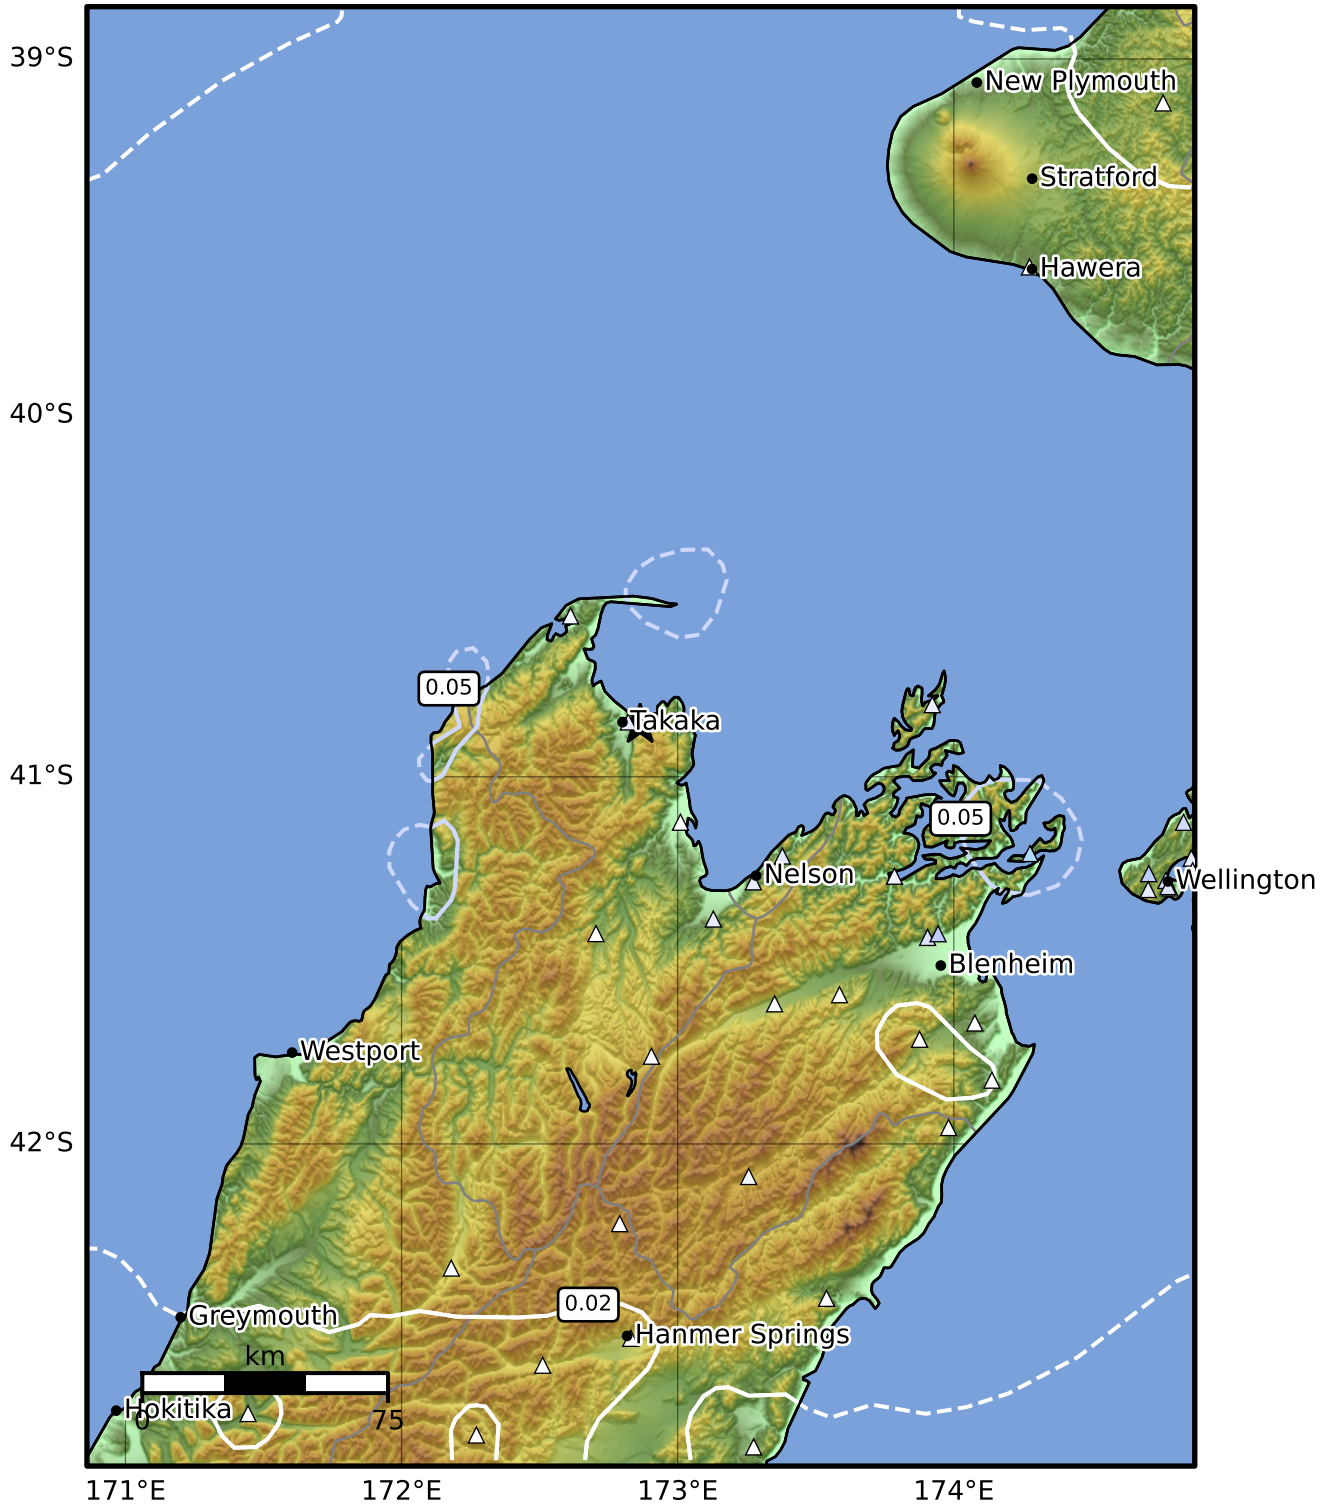 39°S
New Plymouth
Stratford
Hawera
40°S
0.05
Takaka
41°S
0.05
Nelson
Wellington
Blenheim
Westport
42°S
0.02
Greymouth
Hanmer Springs
km
Hokitika
0
75
171°E
172°E
173°E
174°E